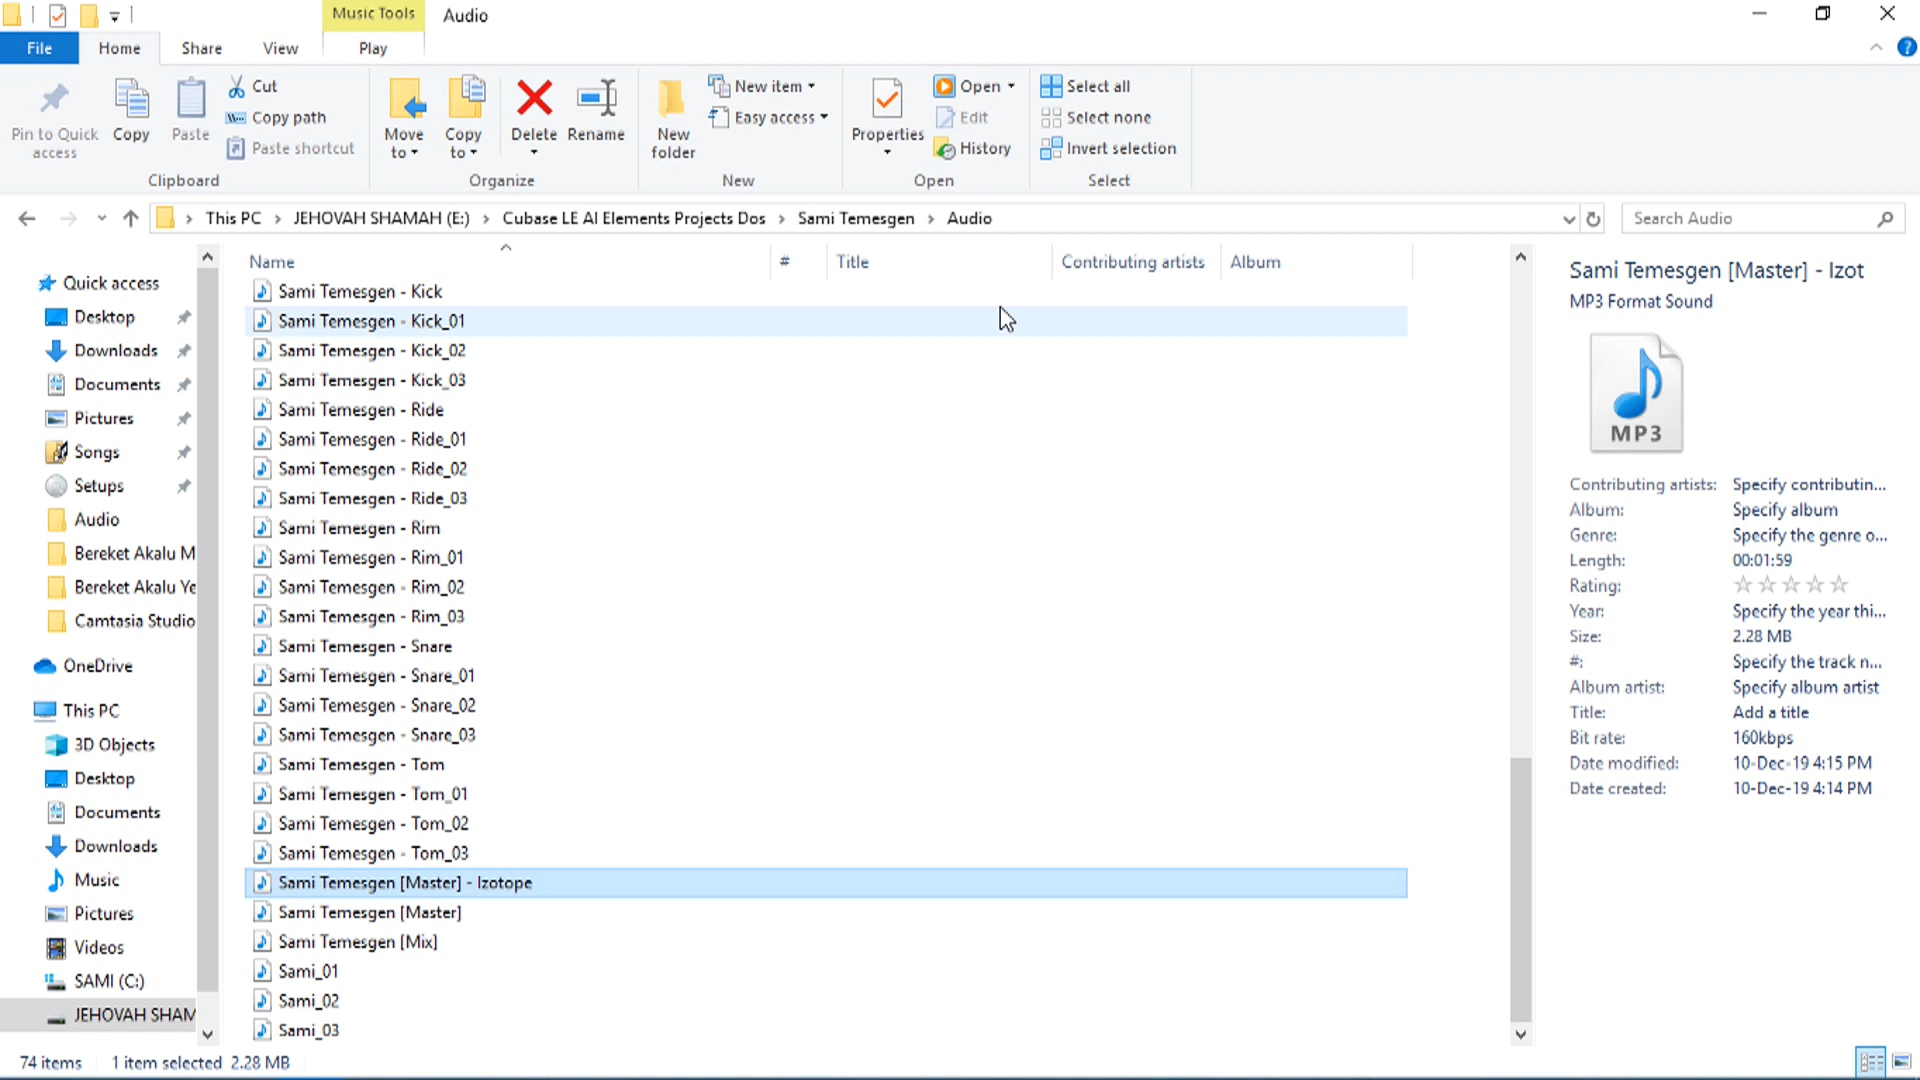 Music Tools
Audio
File
Home
Share
View
Play
Pin to Quick access
Copy
Paste
Cut
Copy path
Paste shortcut
Clipboard
Move to
Copy to
Delete
Rename
Organize
New folder
New item
Easy access
New
Properties
Open
Edit
History
Open
Select all
Select none
Invert selection
Select
This PC > JEHOVAH SHAMAH (E:) > Cubase LE AI Elements Projects Dos > Sami Temesgen > Audio
Search Audio
Quick access
Desktop
Downloads
Documents
Pictures
Songs
Setups
Audio
Bereket Akalu M
Bereket Akalu Ye
Camtasia Studio
OneDrive
This PC
3D Objects
Desktop
Documents
Downloads
Music
Pictures
Videos
SAMI (C:)
JEHOVAH SHAM
Name
#
Title
Contributing artists
Album
Sami Temesgen - Kick
Sami Temesgen - Kick_01
Sami Temesgen - Kick_02
Sami Temesgen - Kick_03
Sami Temesgen - Ride
Sami Temesgen - Ride_01
Sami Temesgen - Ride_02
Sami Temesgen - Ride_03
Sami Temesgen - Rim
Sami Temesgen - Rim_01
Sami Temesgen - Rim_02
Sami Temesgen - Rim_03
Sami Temesgen - Snare
Sami Temesgen - Snare_01
Sami Temesgen - Snare_02
Sami Temesgen - Snare_03
Sami Temesgen - Tom
Sami Temesgen - Tom_01
Sami Temesgen - Tom_02
Sami Temesgen - Tom_03
Sami Temesgen [Master] - Izotope
Sami Temesgen [Master]
Sami Temesgen [Mix]
Sami_01
Sami_02
Sami_03
Sami Temesgen [Master] - Izot
MP3 Format Sound
MP3
Contributing artists: Specify contributin...
Album: Specify album
Genre: Specify the genre o...
Length: 00:01:59
Rating:
Year: Specify the year thi...
Size: 2.28 MB
#: Specify the track n...
Album artist: Specify album artist
Title: Add a title
Bit rate: 160kbps
Date modified: 10-Dec-19 4:15 PM
Date created: 10-Dec-19 4:14 PM
74 items
1 item selected 2.28 MB